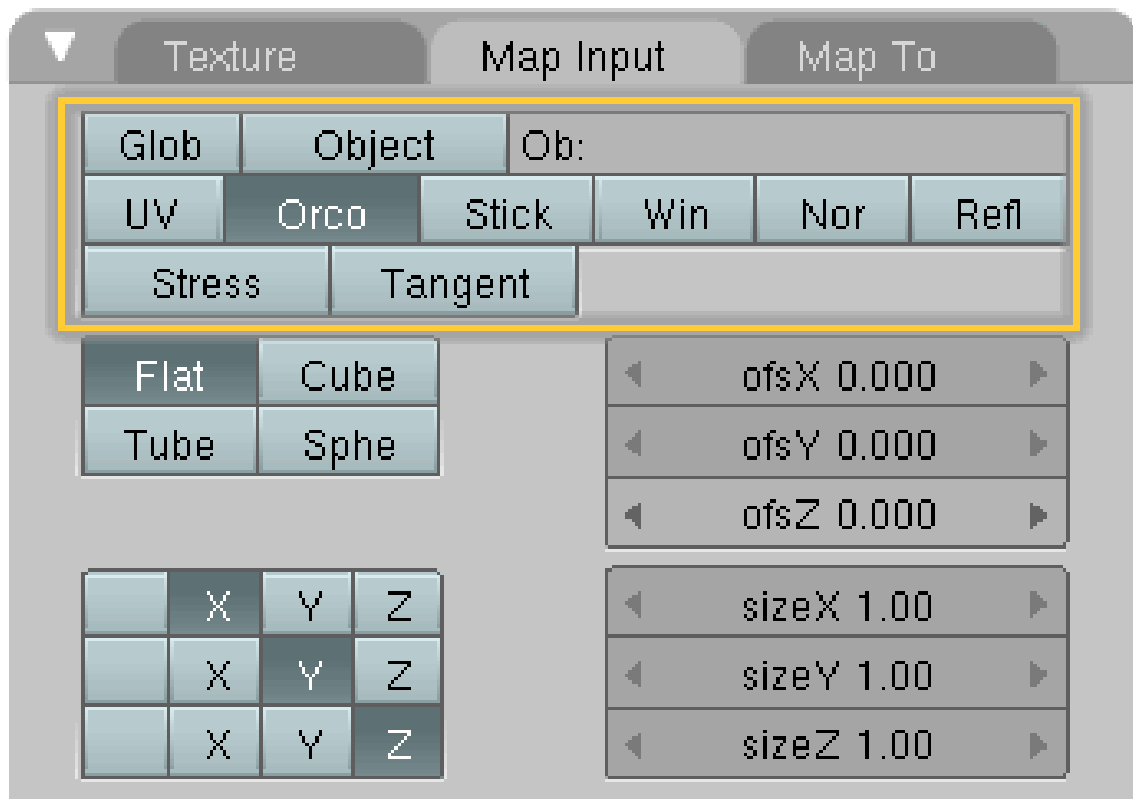 Texture Map Input Map To
Glob Object Ob:
UV Orco Stick Win Nor Refl
Stress Tangent
Flat Cube
Tube Sphe
ofsX 0.000
ofsY 0.000
ofsZ 0.000
X Y Z
X Y Z
X Y Z
sizeX 1.00
sizeY 1.00
sizeZ 1.00